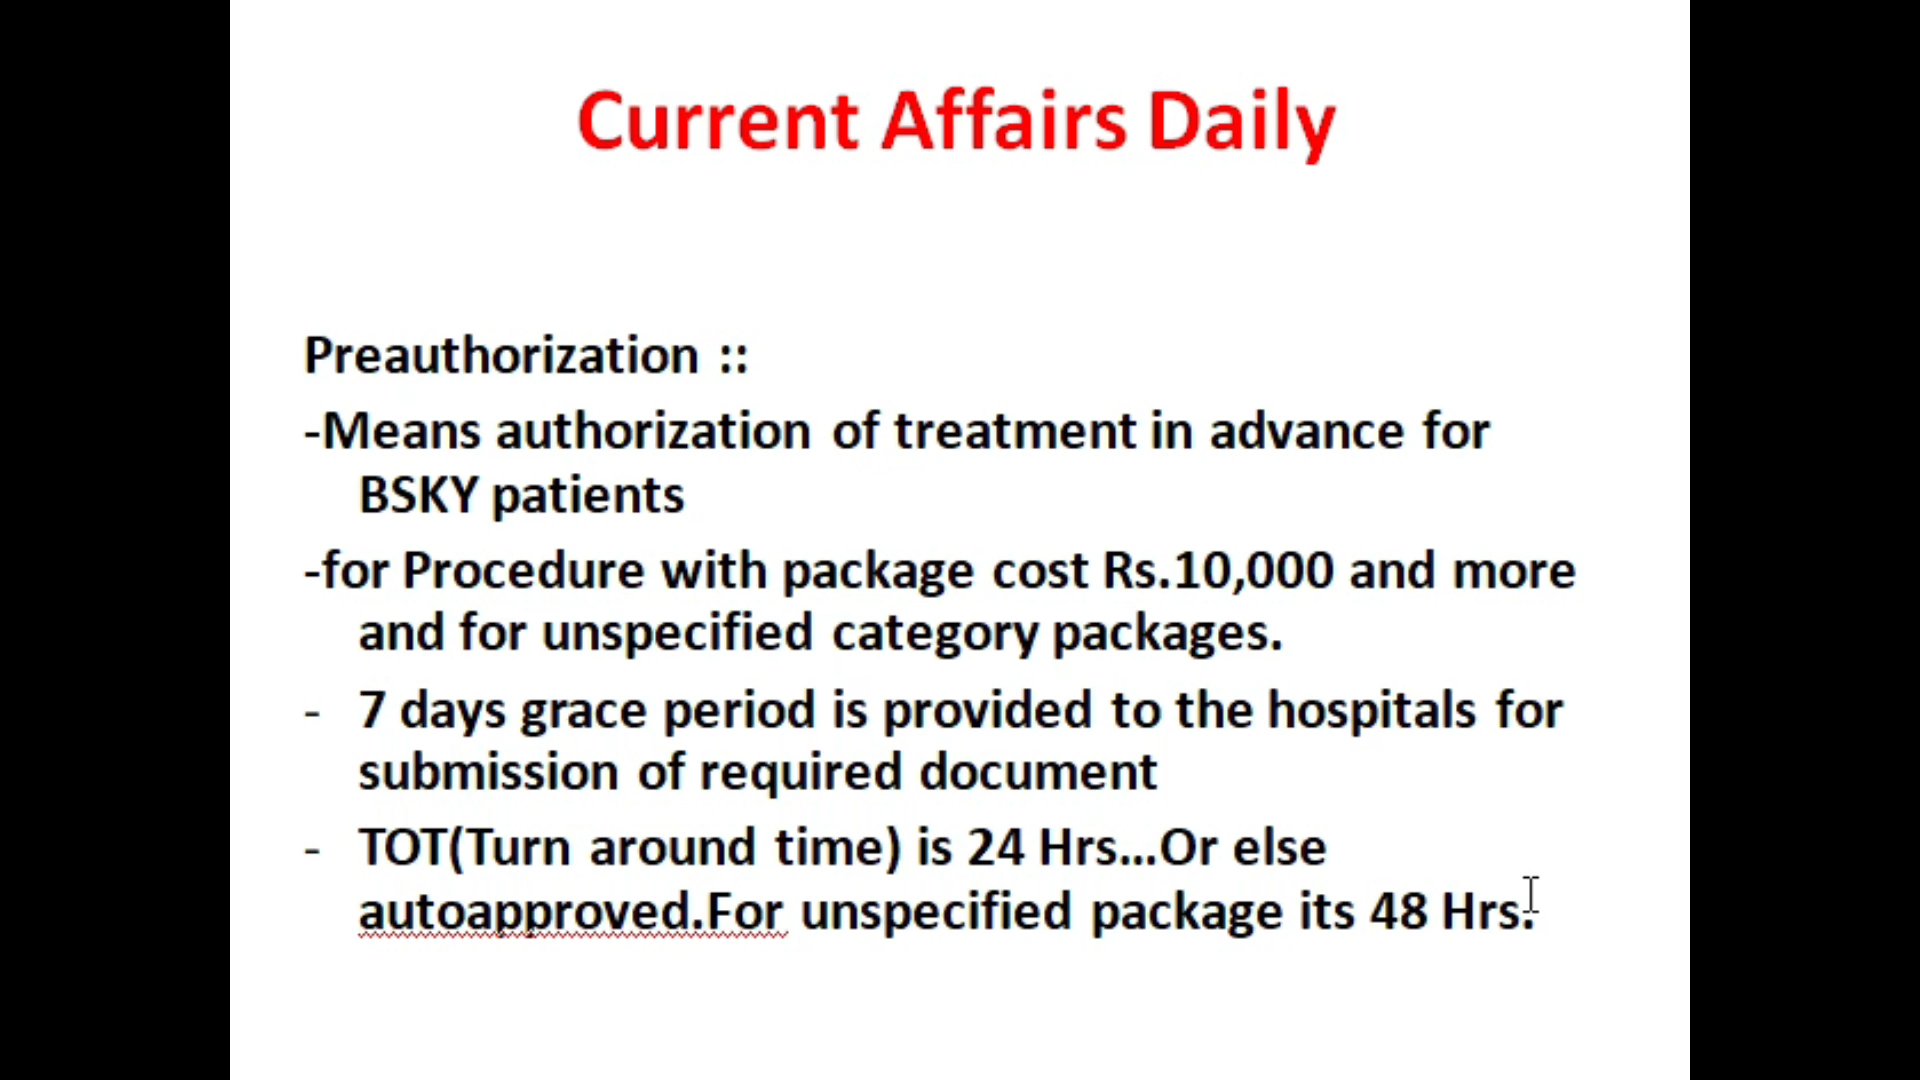 Current Affairs Daily
Preauthorization ::
-Means authorization of treatment in advance for
BSKY patients
-for Procedure with package cost Rs.10,000 and more
and for unspecified category packages.
- 7 days grace period is provided to the hospitals for
submission of required document
- TOT(Turn around time) is 24 Hrs...Or else
autoapproved.For unspecified package its 48 Hrs.